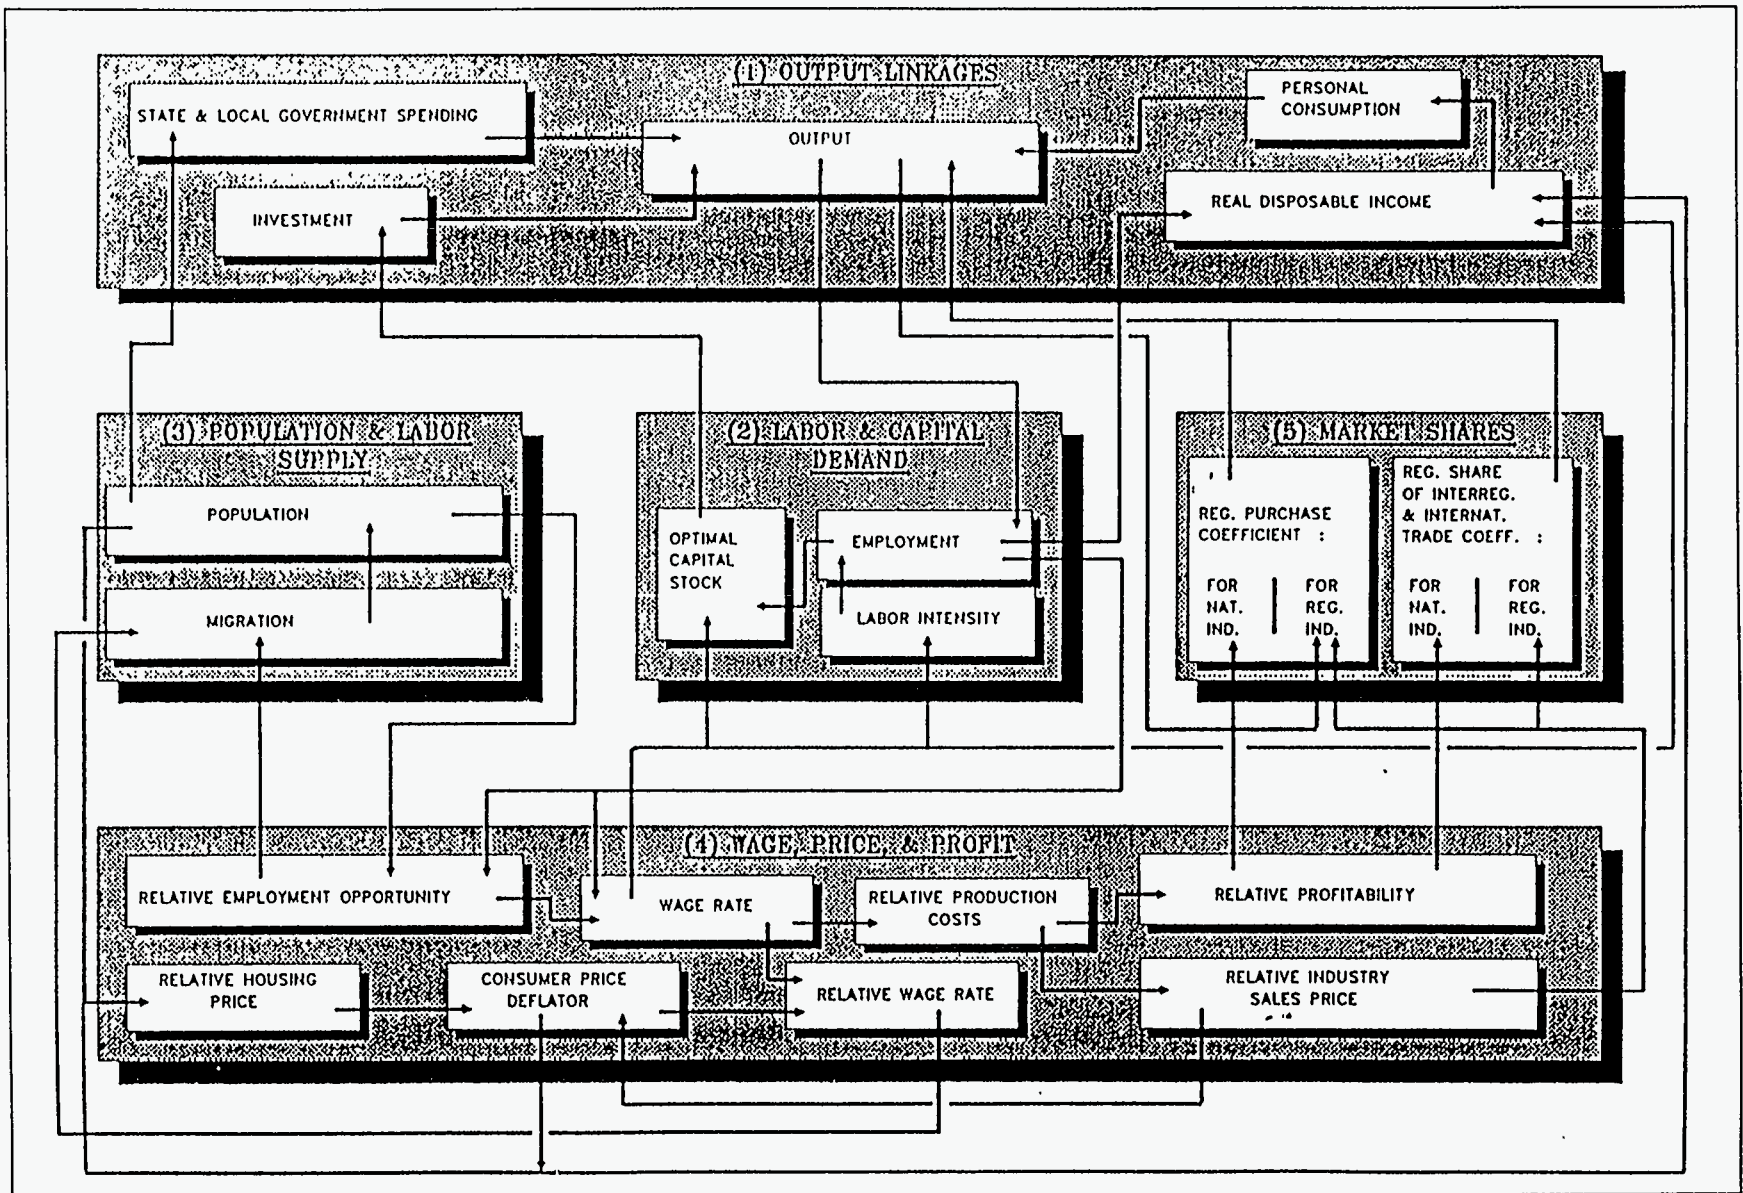 (1) OUTPUT LINKAGES
STATE & LOCAL GOVERNMENT SPENDING
OUTPUT
PERSONAL
CONSUMPTION
INVESTMENT
REAL DISPOSABLE INCOME
(3) POPULATION & LABOR
SUPPLY
POPULATION
MIGRATION
(2) LABOR & CAPITAL
DEMAND
OPTIMAL
CAPITAL
STOCK
EMPLOYMENT
LABOR INTENSITY
(5) MARKET SHARES
REG. PURCHASE
COEFFICIENT :
FOR
NAT.
IND.
FOR
REG.
IND.
REG. SHARE
OF INTERREG.
& INTERNAT.
TRADE COEFF. :
FOR
NAT.
IND.
FOR
REG.
IND.
(4) WAGE, PRICE, & PROFIT
RELATIVE EMPLOYMENT OPPORTUNITY
WAGE RATE
RELATIVE PRODUCTION
COSTS
RELATIVE PROFITABILITY
RELATIVE HOUSING
PRICE
CONSUMER PRICE
DEFLATOR
RELATIVE WAGE RATE
RELATIVE INDUSTRY
SALES PRICE